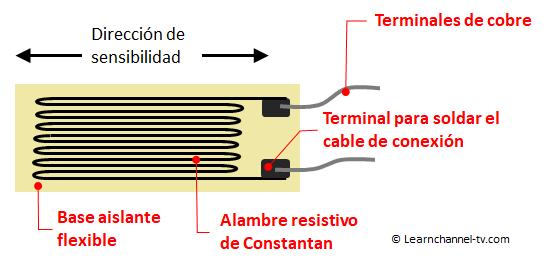 Dirección de
sensibilidad
Terminales de cobre
Terminal para soldar el
cable de conexión
Base aislante
flexible
Alambre resistivo
de Constantan
© Learnchannel-tv.com